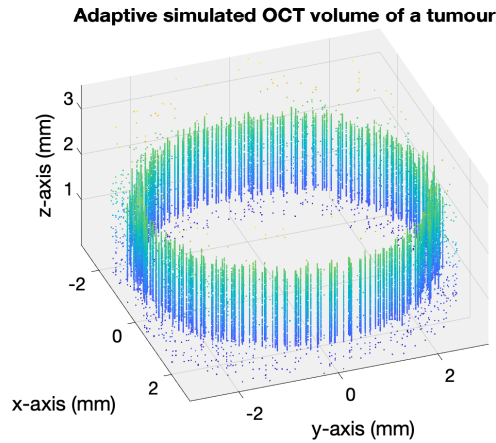 Adaptive simulated OCT volume of a tumour
3
2
1
z-axis (mm)
-2
0
2
x-axis (mm)
-2
0
2
y-axis (mm)